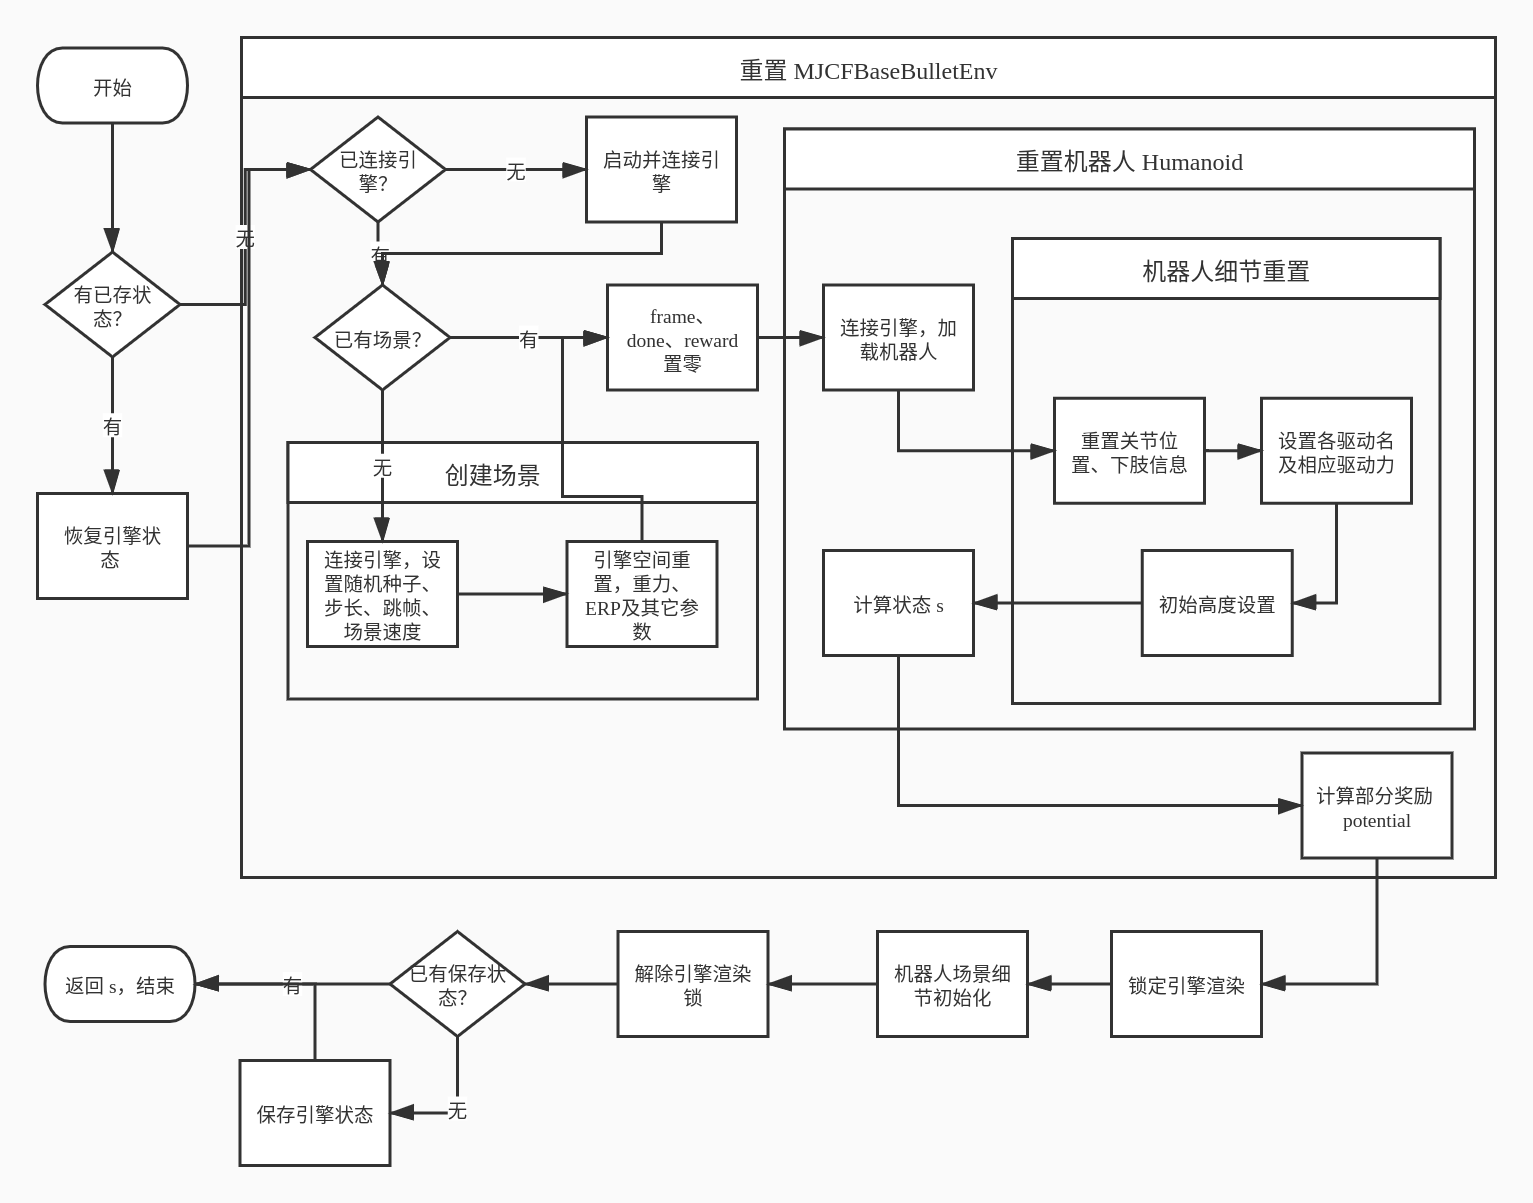 开始
有已存状
态？
有
恢复引擎状
态
无
重置 MJCFBaseBulletEnv
已连接引
擎？
无
启动并连接引
擎
有
已有场景？
有
frame、
done、reward
置零
无
创建场景
连接引擎，设
置随机种子、
步长、跳帧、
场景速度
引擎空间重
置，重力、
ERP及其它参
数
重置机器人 Humanoid
连接引擎，加
载机器人
机器人细节重置
重置关节位
置、下肢信息
设置各驱动名
及相应驱动力
初始高度设置
计算状态 s
计算部分奖励
potential
锁定引擎渲染
机器人场景细
节初始化
解除引擎渲染
锁
已有保存状
态？
有
无
保存引擎状态
返回 s，结束